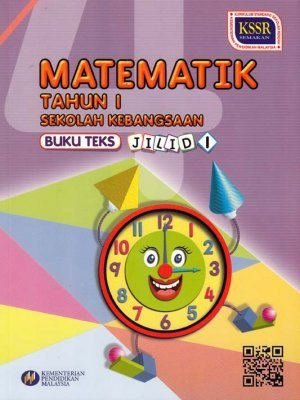 KSSR
SEMAKAN
MATEMATIK
TAHUN 1
SEKOLAH KEBANGSAAN
BUKU TEKS JILID 1
12
1
2
3
4
5
6
7
8
9
10
11
KEMENTERIAN
PENDIDIKAN
MALAYSIA